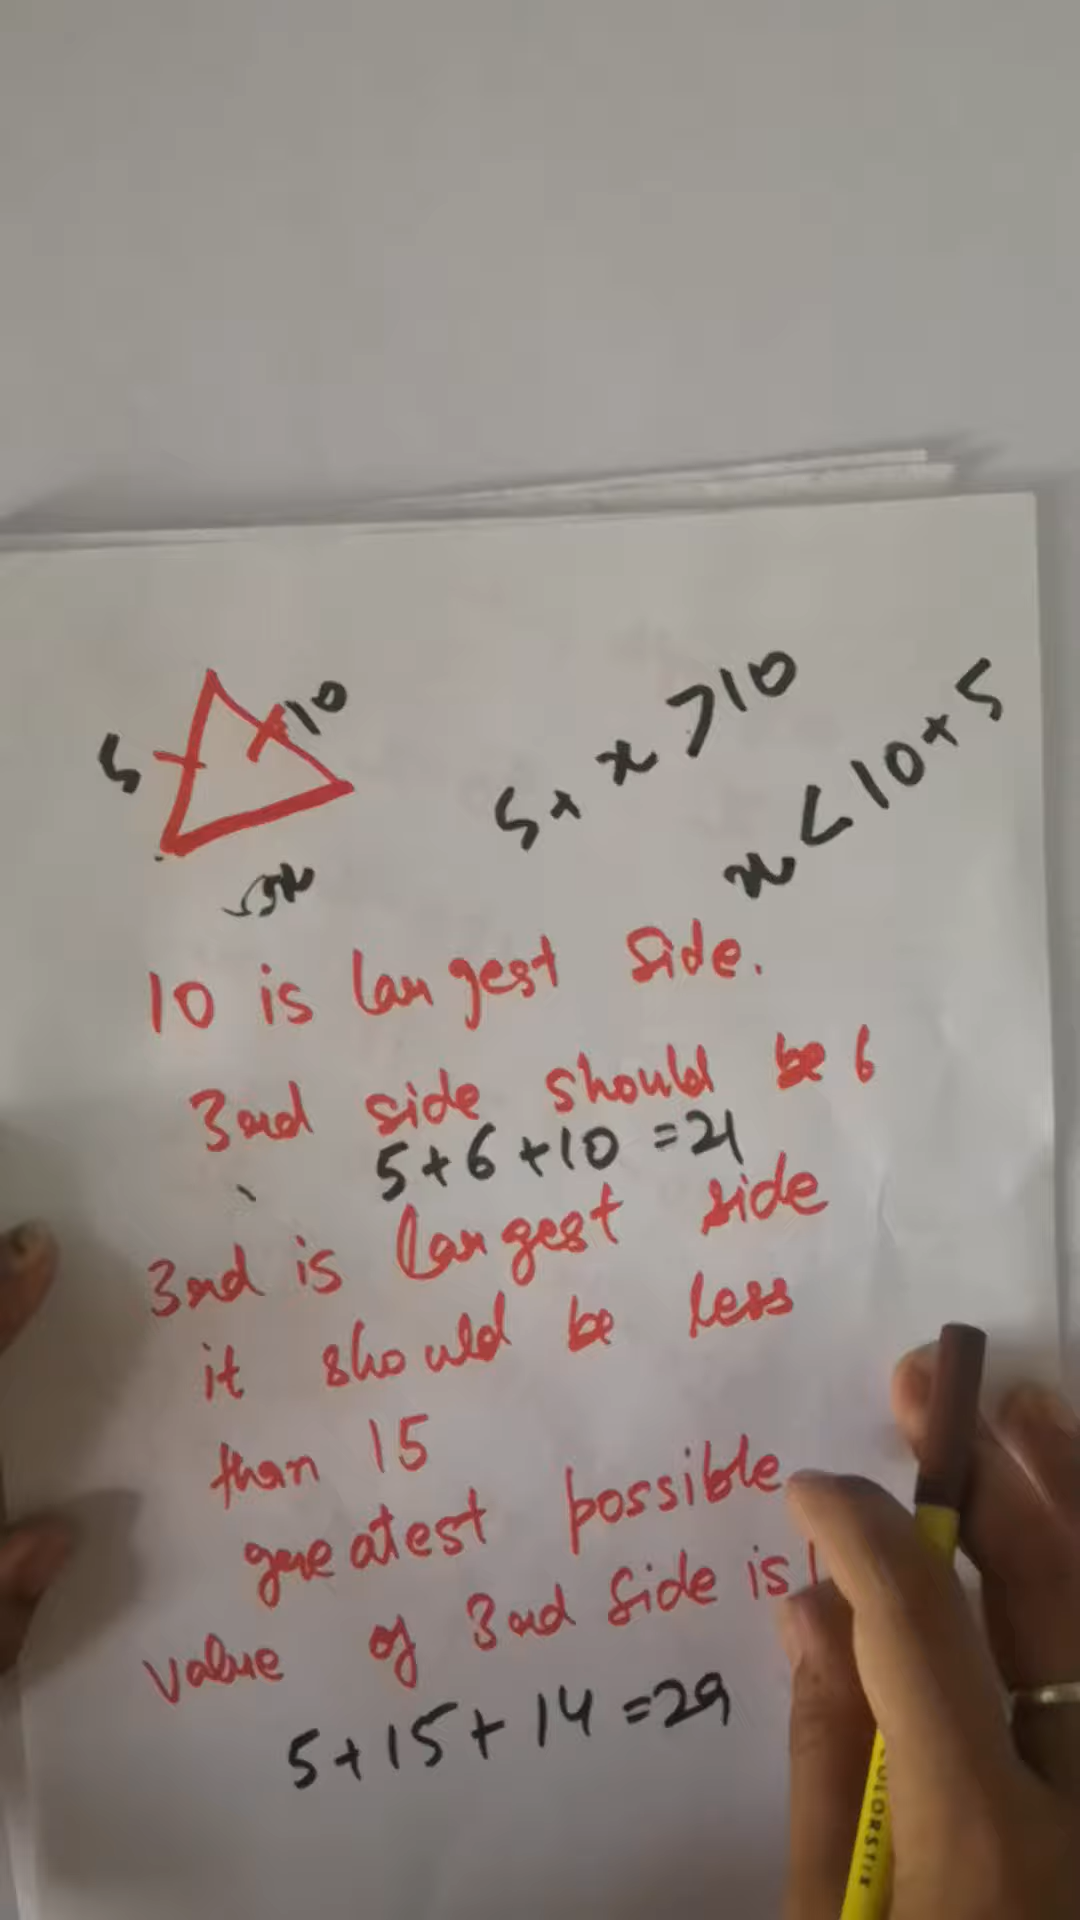 5
10
x
5 + x > 10
x < 10 + 5
10 is largest side.
3rd side should be 6
5+6+10 =21
3rd is largest side
it should be less
than 15
greatest possible
value of 3rd side is
5+15+14 =29
COLORSTIX